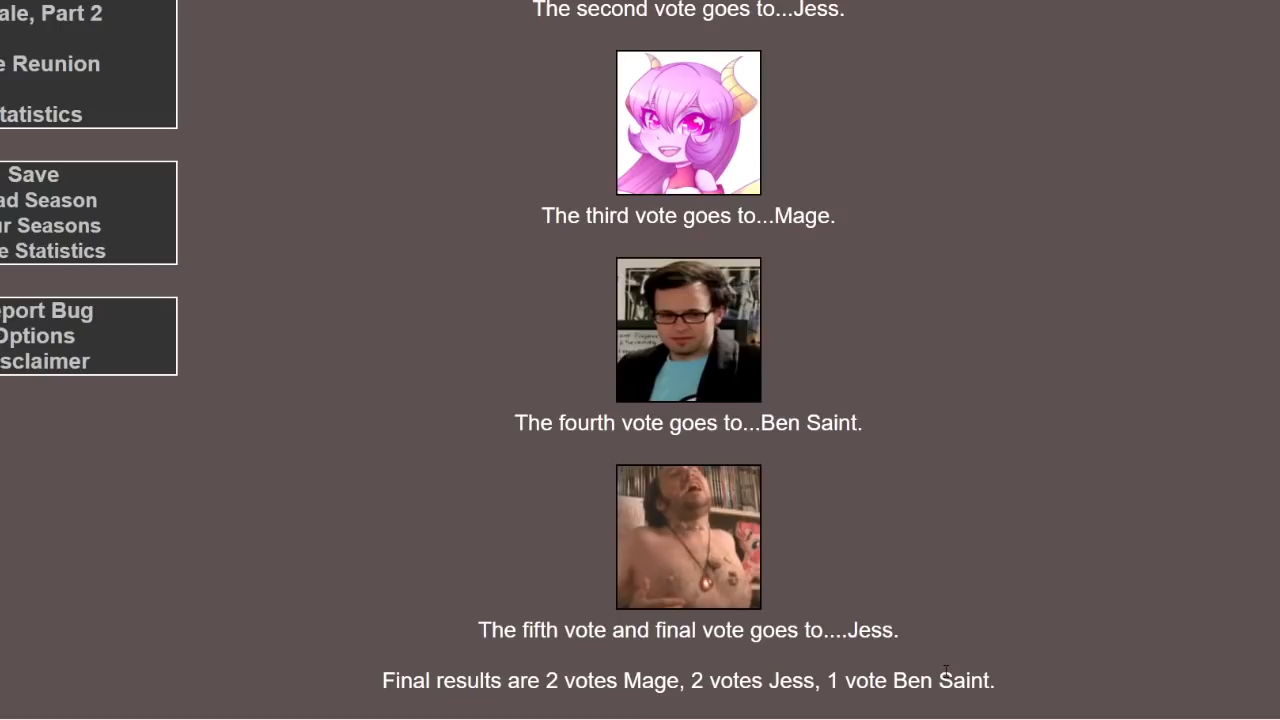 ale, Part 2
e Reunion
tatistics
Save
ad Season
ur Seasons
e Statistics
eport Bug
Options
isclaimer
The second vote goes to...Jess.
The third vote goes to...Mage.
The fourth vote goes to...Ben Saint.
The fifth vote and final vote goes to....Jess.
Final results are 2 votes Mage, 2 votes Jess, 1 vote Ben Saint.